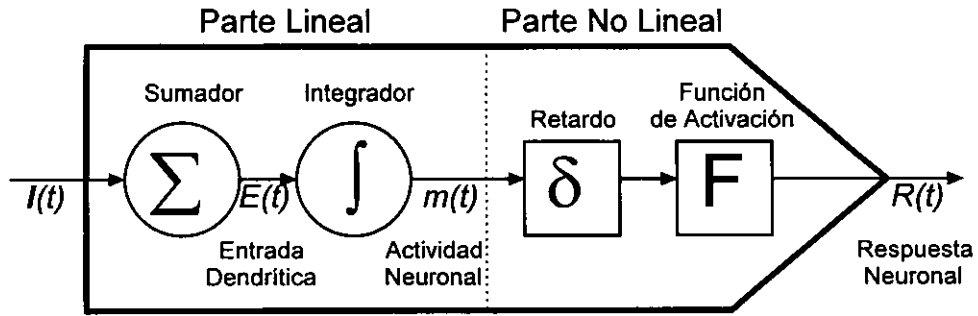 Parte Lineal
Parte No Lineal
Sumador
Integrador
Retardo
Función
de Activación
∑
∫
δ
F
I(t)
E(t)
m(t)
R(t)
Entrada
Dendrítica
Actividad
Neuronal
Respuesta
Neuronal